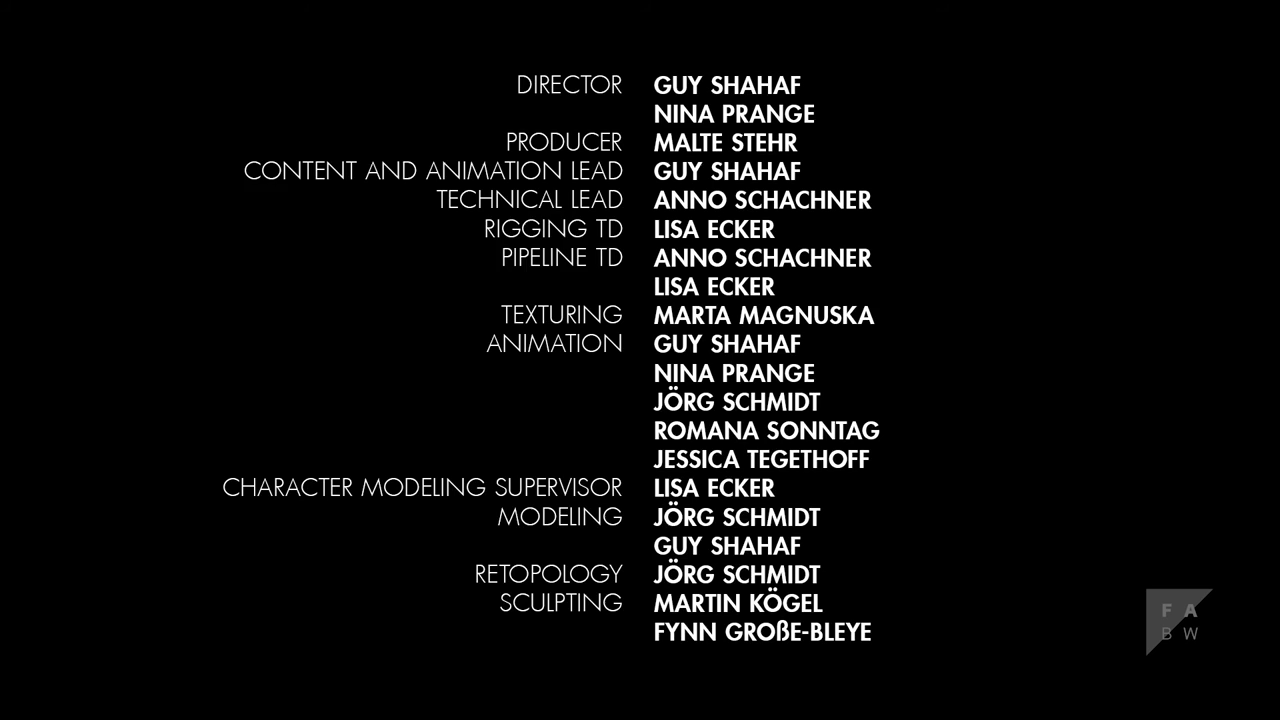 DIRECTOR GUY SHAHAF
NINA PRANGE
PRODUCER MALTE STEHR
CONTENT AND ANIMATION LEAD GUY SHAHAF
TECHNICAL LEAD ANNO SCHACHNER
RIGGING TD LISA ECKER
PIPELINE TD ANNO SCHACHNER
LISA ECKER
TEXTURING MARTA MAGNUSKA
ANIMATION GUY SHAHAF
NINA PRANGE
JÖRG SCHMIDT
ROMANA SONNTAG
JESSICA TEGETHOFF
CHARACTER MODELING SUPERVISOR LISA ECKER
MODELING JÖRG SCHMIDT
GUY SHAHAF
RETOPOLOGY JÖRG SCHMIDT
SCULPTING MARTIN KÖGEL
FYNN GROßE-BLEYE
F A
B W